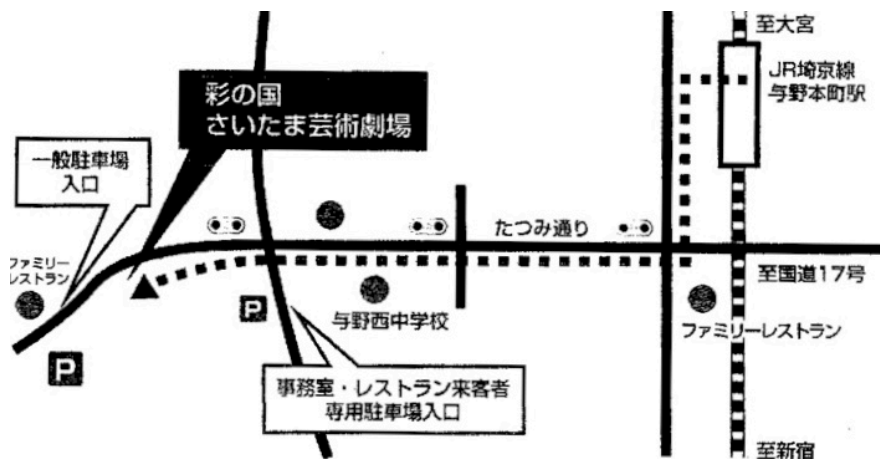 至大宮
JR埼京線
与野本町駅
彩の国
さいたま芸術劇場
一般駐車場
入口
たつみ通り
ファミリー
レストラン
至国道17号
P
与野西中学校
ファミリーレストラン
P
事務室・レストラン来客者
専用駐車場入口
至新宿